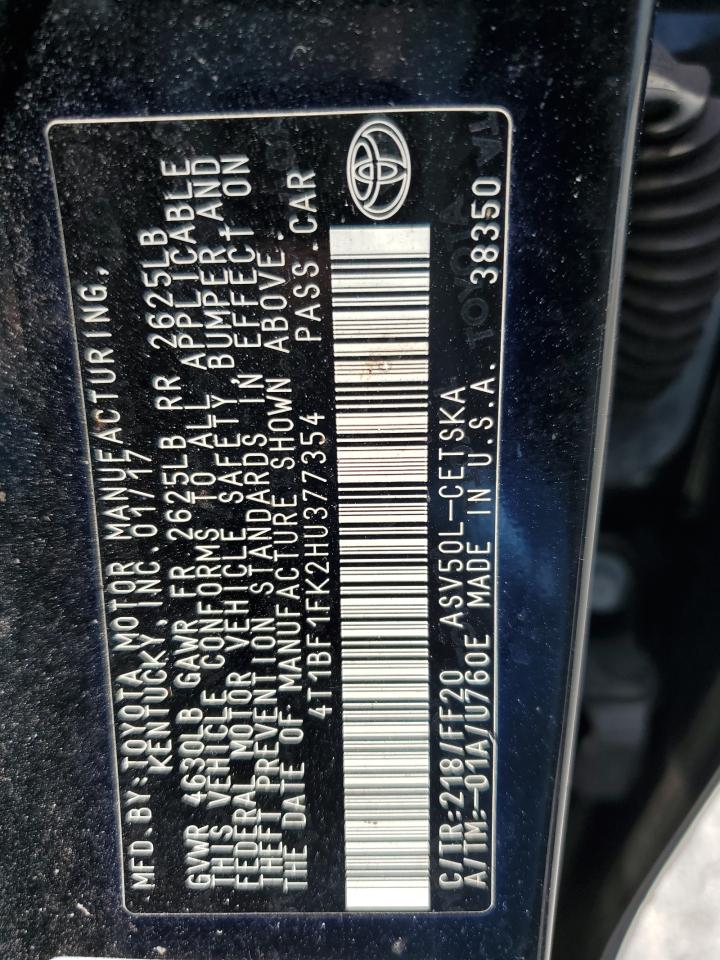 MFD.BY:TOYOTA MOTOR MANUFACTURING,
KENTUCKY,INC.01/17
GVWR 4630LB GAWR FR 2625LB RR 2625LB
THIS VEHICLE CONFORMS TO ALL APPLICABLE
FEDERAL MOTOR VEHICLE SAFETY, BUMPER, AND
THEFT PREVENTION STANDARDS IN EFFECT ON
THE DATE OF MANUFACTURE SHOWN ABOVE.
4T1BF1FK2HU377354 PASS.CAR
C/TR:218/FF20 ASV50L-CETSKA
A/TM:-01A/U760E MADE IN U.S.A. 38350
TOYOTA